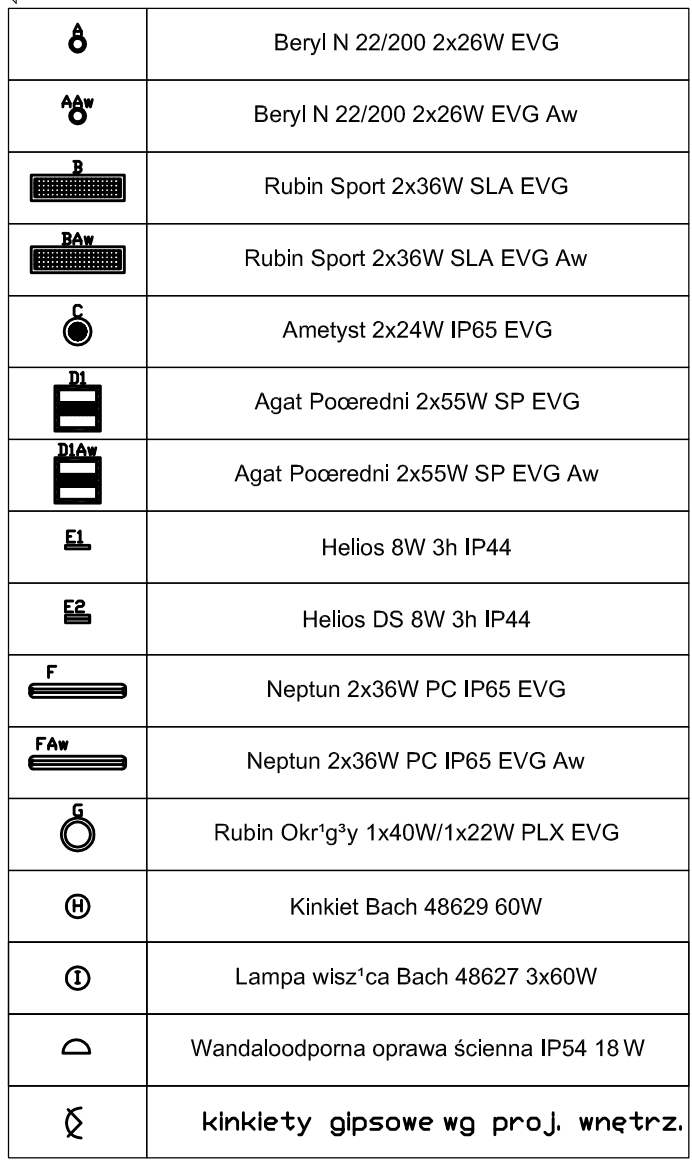 A
Beryl N 22/200 2x26W EVG
AAw
Beryl N 22/200 2x26W EVG Aw
B
Rubin Sport 2x36W SLA EVG
BAw
Rubin Sport 2x36W SLA EVG Aw
C
Ametyst 2x24W IP65 EVG
D1
Agat Poœredni 2x55W SP EVG
D1Aw
Agat Poœredni 2x55W SP EVG Aw
E1
Helios 8W 3h IP44
E2
Helios DS 8W 3h IP44
F
Neptun 2x36W PC IP65 EVG
FAw
Neptun 2x36W PC IP65 EVG Aw
G
Rubin Okr¹g³y 1x40W/1x22W PLX EVG
H
Kinkiet Bach 48629 60W
I
Lampa wisz¹ca Bach 48627 3x60W
Wandaloodporna oprawa ścienna IP54 18 W
kinkiety gipsowe wg proj. wnętrz.